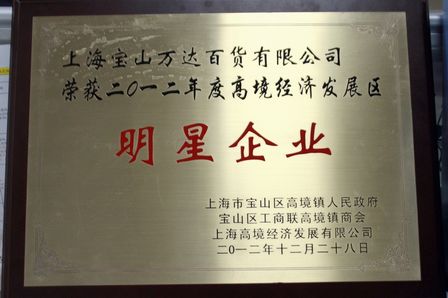 上海宝山万达百货有限公司
荣获二〇一二年度高境经济发展区
明星企业
上海市宝山区高境镇人民政府
宝山区工商联高境镇商会
上海高境经济发展有限公司
二〇一二年十二月二十八日